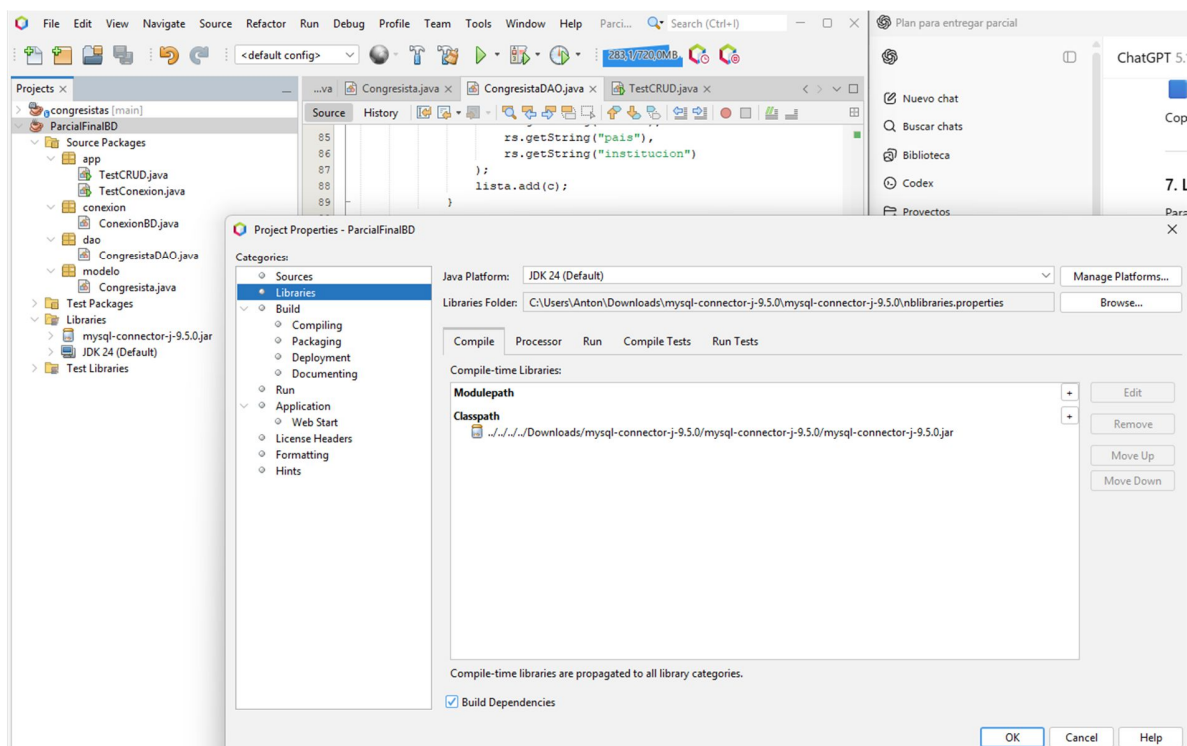 File Edit View Navigate Source Refactor Run Debug Profile Team Tools Window Help Parci... Search (Ctrl+I)
Plan para entregar parcial
<default config>
283,1/720,0MB
ChatGPT 5.
Projects
...va Congresista.java CongresistaDAO.java TestCRUD.java
Source History
congresistas [main]
ParcialFinalBD
Source Packages
app
TestCRUD.java
TestConexion.java
conexion
ConexionBD.java
dao
CongresistaDAO.java
modelo
Congresista.java
Test Packages
Libraries
mysql-connector-j-9.5.0.jar
JDK 24 (Default)
Test Libraries
85 rs.getString("pais"),
86 rs.getString("institucion")
87 );
88 lista.add(c);
89 }
Nuevo chat
Buscar chats
Biblioteca
Codex
Proyectos
Cop
7. L
Para
Project Properties - ParcialFinalBD
Categories:
Sources
Libraries
Build
Compiling
Packaging
Deployment
Documenting
Run
Application
Web Start
License Headers
Formatting
Hints
Java Platform: JDK 24 (Default) Manage Platforms...
Libraries Folder: C:\Users\Anton\Downloads\mysql-connector-j-9.5.0\mysql-connector-j-9.5.0\nblibraries.properties Browse...
Compile Processor Run Compile Tests Run Tests
Compile-time Libraries:
Modulepath
Classpath
../../../../Downloads/mysql-connector-j-9.5.0/mysql-connector-j-9.5.0/mysql-connector-j-9.5.0.jar
Edit
Remove
Move Up
Move Down
Compile-time libraries are propagated to all library categories.
Build Dependencies
OK Cancel Help